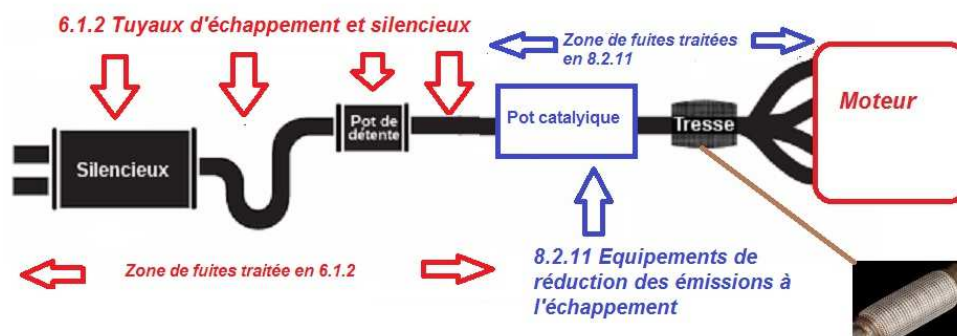 6.1.2 Tuyaux d'échappement et silencieux
Zone de fuites traitées
en 8.2.11
Moteur
Pot catalyique
Tresse
Pot de
détente
Silencieux
Zone de fuites traitée en 6.1.2
8.2.11 Equipements de
réduction des émissions à
l'échappement